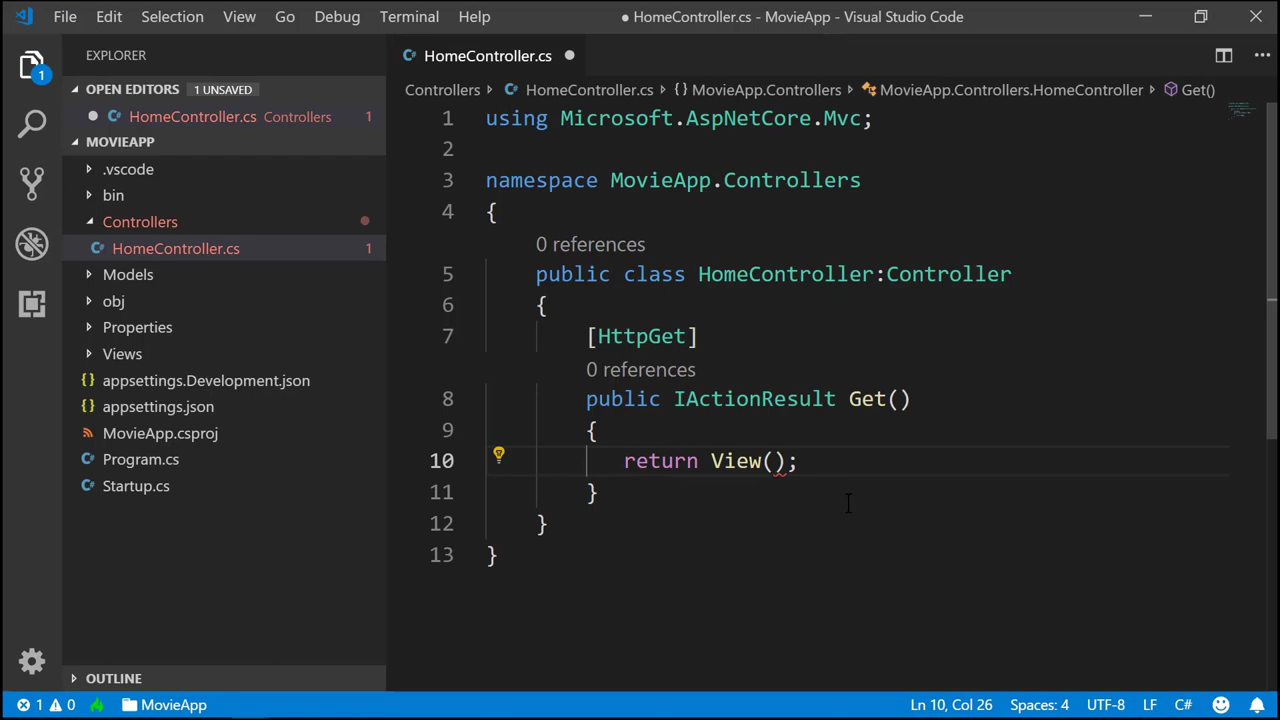 File Edit Selection View Go Debug Terminal Help ● HomeController.cs - MovieApp - Visual Studio Code
EXPLORER
OPEN EDITORS 1 UNSAVED
HomeController.cs Controllers 1
MOVIEAPP
.vscode
bin
Controllers
HomeController.cs 1
Models
obj
Properties
Views
appsettings.Development.json
appsettings.json
MovieApp.csproj
Program.cs
Startup.cs
OUTLINE
1
C# HomeController.cs
Controllers HomeController.cs { } MovieApp.Controllers MovieApp.Controllers.HomeController Get()
1 using Microsoft.AspNetCore.Mvc;
2
3 namespace MovieApp.Controllers
4 {
0 references
5 public class HomeController:Controller
6 {
7 [HttpGet]
0 references
8 public IActionResult Get()
9 {
10 return View();
11 }
12 }
13 }
1 0 MovieApp Ln 10, Col 26 Spaces: 4 UTF-8 LF C#